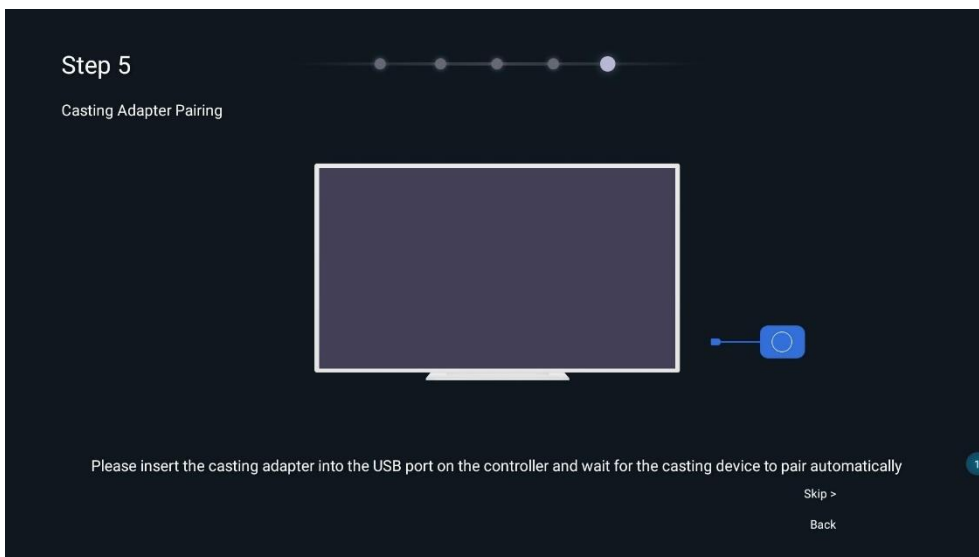 Step 5
Casting Adapter Pairing
Please insert the casting adapter into the USB port on the controller and wait for the casting device to pair automatically
1
Skip >
Back